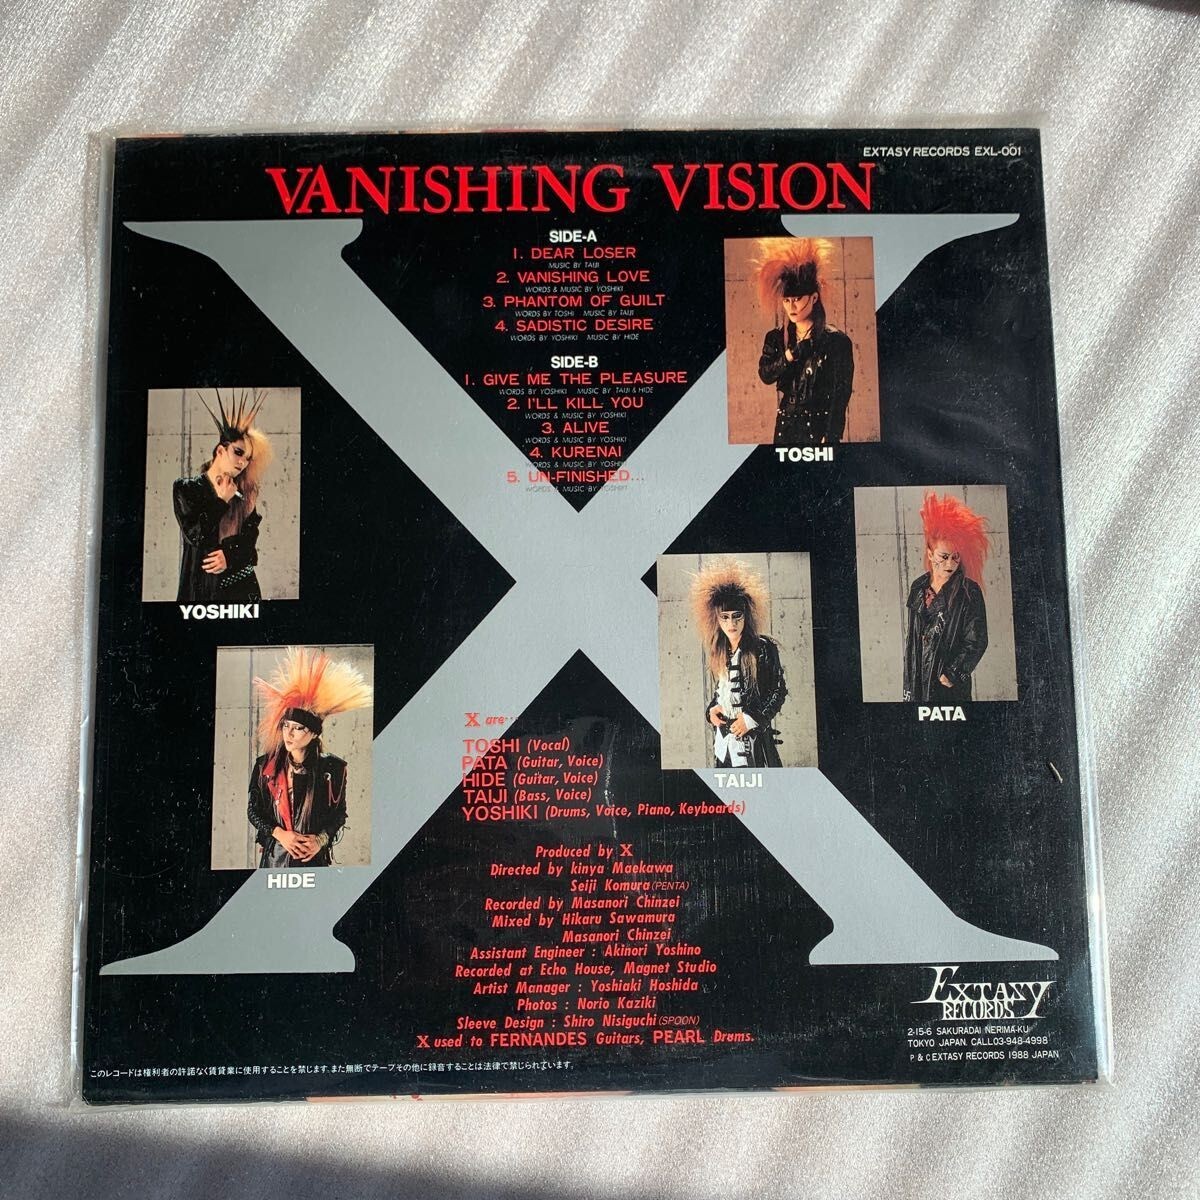 EXTASY RECORDS EXL-001
VANISHING VISION
SIDE-A
1. DEAR LOSER
MUSIC BY TAIJI
2. VANISHING LOVE
WORDS & MUSIC BY YOSHIKI
3. PHANTOM OF GUILT
WORDS BY TOSHI MUSIC BY TAIJI
4. SADISTIC DESIRE
WORDS BY YOSHIKI MUSIC BY HIDE
SIDE-B
1. GIVE ME THE PLEASURE
WORDS BY YOSHIKI MUSIC BY TAIJI & HIDE
2. I'LL KILL YOU
WORDS & MUSIC BY YOSHIKI
3. ALIVE
WORDS & MUSIC BY YOSHIKI
4. KURENAI
WORDS & MUSIC BY YOSHIKI
5. UN-FINISHED...
WORDS & MUSIC BY YOSHIKI
TOSHI
YOSHIKI
PATA
TAIJI
HIDE
X are...
TOSHI (Vocal)
PATA (Guitar, Voice)
HIDE (Guitar, Voice)
TAIJI (Bass, Voice)
YOSHIKI (Drums, Voice, Piano, Keyboards)
Produced by X
Directed by kinya Maekawa
Seiji Komura (PENTA)
Recorded by Masanori Chinzei
Mixed by Hikaru Sawamura
Masanori Chinzei
Assistant Engineer : Akinori Yoshino
Recorded at Echo House, Magnet Studio
Artist Manager : Yoshiaki Hoshida
Photos : Norio Kaziki
Sleeve Design : Shiro Nisiguchi (SPOON)
X used to FERNANDES Guitars, PEARL Drums.
EXTASY
RECORDS
2-15-6 SAKURADAI NERIMA-KU
TOKYO JAPAN. CALL03-948-4998
P & C EXTASY RECORDS 1988 JAPAN
このレコードは権利者の許諾なく賃貸業に使用することを禁じます。また無断でテープその他に録音することは法律で禁じられています。